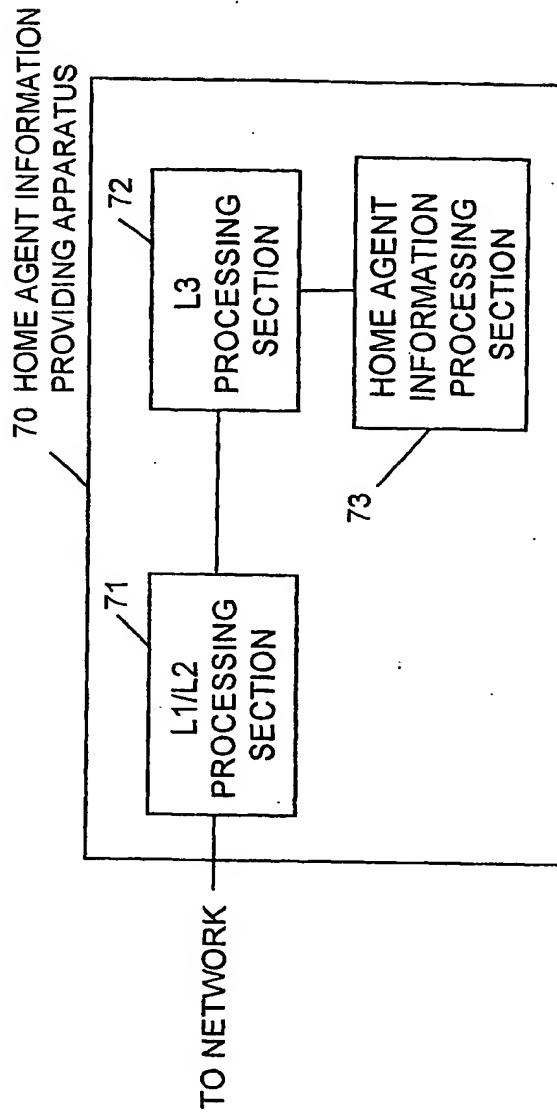 70 HOME AGENT INFORMATION
PROVIDING APPARATUS
TO NETWORK
71
L1/L2
PROCESSING
SECTION
72
L3
PROCESSING
SECTION
73
HOME AGENT
INFORMATION
PROCESSING
SECTION